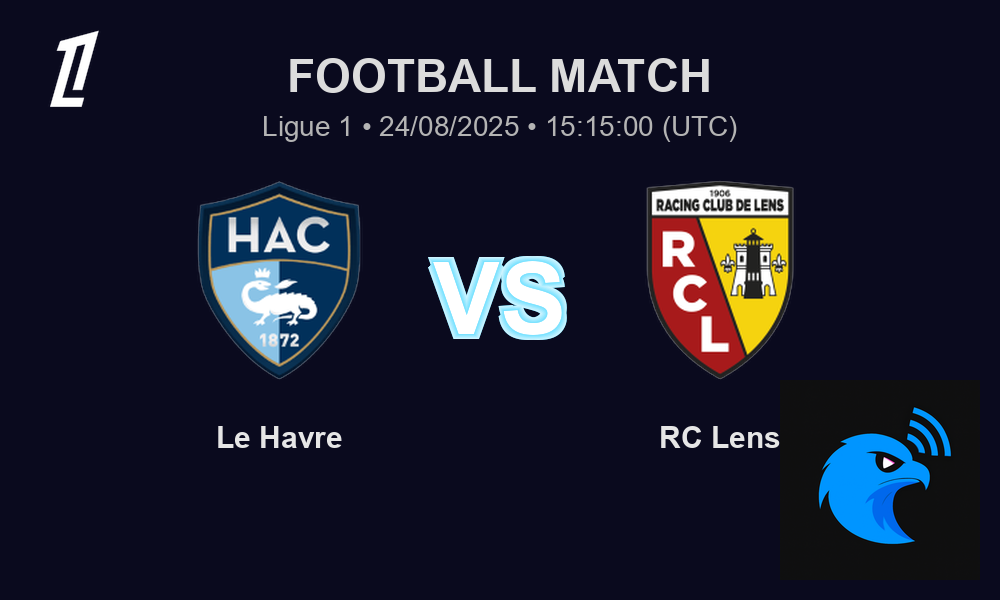 FOOTBALL MATCH
Ligue 1 • 24/08/2025 • 15:15:00 (UTC)
HAC
1872
VS
1906
RACING CLUB DE LENS
R
C
L
Le Havre
RC Lens